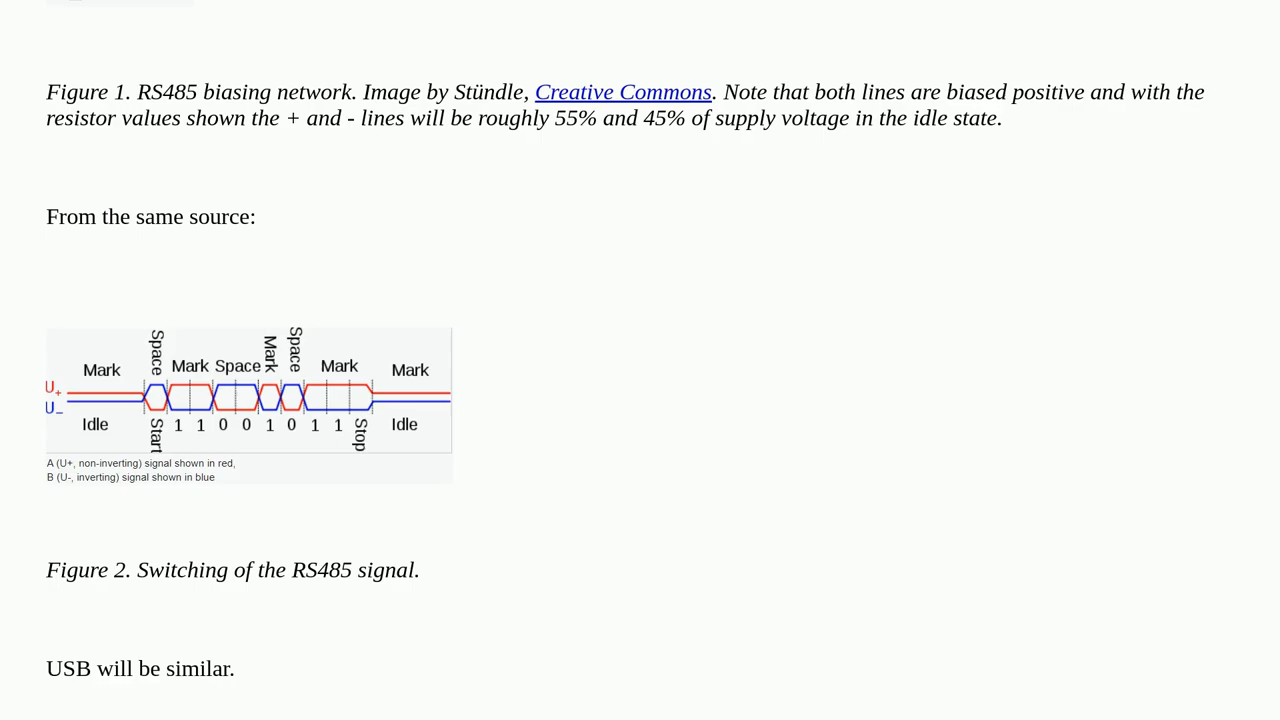 Figure 1. RS485 biasing network. Image by Stündle, Creative Commons. Note that both lines are biased positive and with the
resistor values shown the + and - lines will be roughly 55% and 45% of supply voltage in the idle state.
From the same source:
Space Mark Space
Mark Mark Space Mark Mark
U+
U−
Idle Start 1 1 0 0 1 0 1 1 Stop Idle
A (U+, non-inverting) signal shown in red,
B (U-, inverting) signal shown in blue
Figure 2. Switching of the RS485 signal.
USB will be similar.